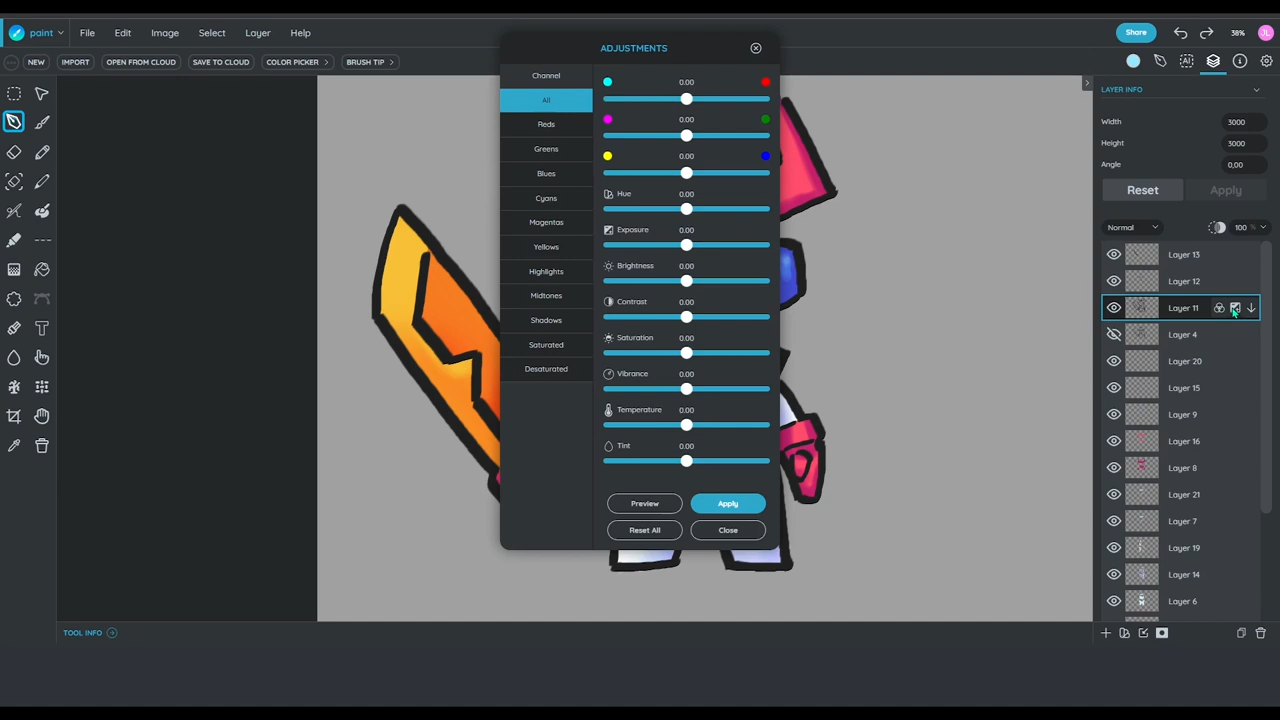 paint File Edit Image Select Layer Help Share 38% JL
NEW IMPORT OPEN FROM CLOUD SAVE TO CLOUD COLOR PICKER BRUSH TIP AI
ADJUSTMENTS
Channel
All
Reds
Greens
Blues
Cyans
Magentas
Yellows
Highlights
Midtones
Shadows
Saturated
Desaturated
0.00
0.00
0.00
Hue 0.00
Exposure 0.00
Brightness 0.00
Contrast 0.00
Saturation 0.00
Vibrance 0.00
Temperature 0.00
Tint 0.00
Preview Apply
Reset All Close
LAYER INFO
Width 3000
Height 3000
Angle 0,00
Reset Apply
Normal 100 %
Layer 13
Layer 12
Layer 11
Layer 4
Layer 20
Layer 15
Layer 9
Layer 16
Layer 8
Layer 21
Layer 7
Layer 19
Layer 14
Layer 6
TOOL INFO